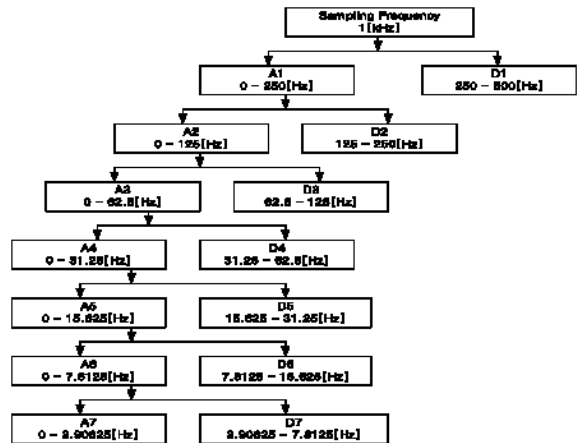 Sampling Frequency
1[kHz]
A1
0 - 250[Hz]
D1
250 - 500[Hz]
A2
0 - 125[Hz]
D2
125 - 250[Hz]
A3
0 - 62.5[Hz]
D3
62.5 - 125[Hz]
A4
0 - 31.25[Hz]
D4
31.25 - 62.5[Hz]
A5
0 - 15.625[Hz]
D5
15.625 - 31.25[Hz]
A6
0 - 7.8125[Hz]
D6
7.8125 - 15.625[Hz]
A7
0 - 3.90625[Hz]
D7
3.90625 - 7.8125[Hz]